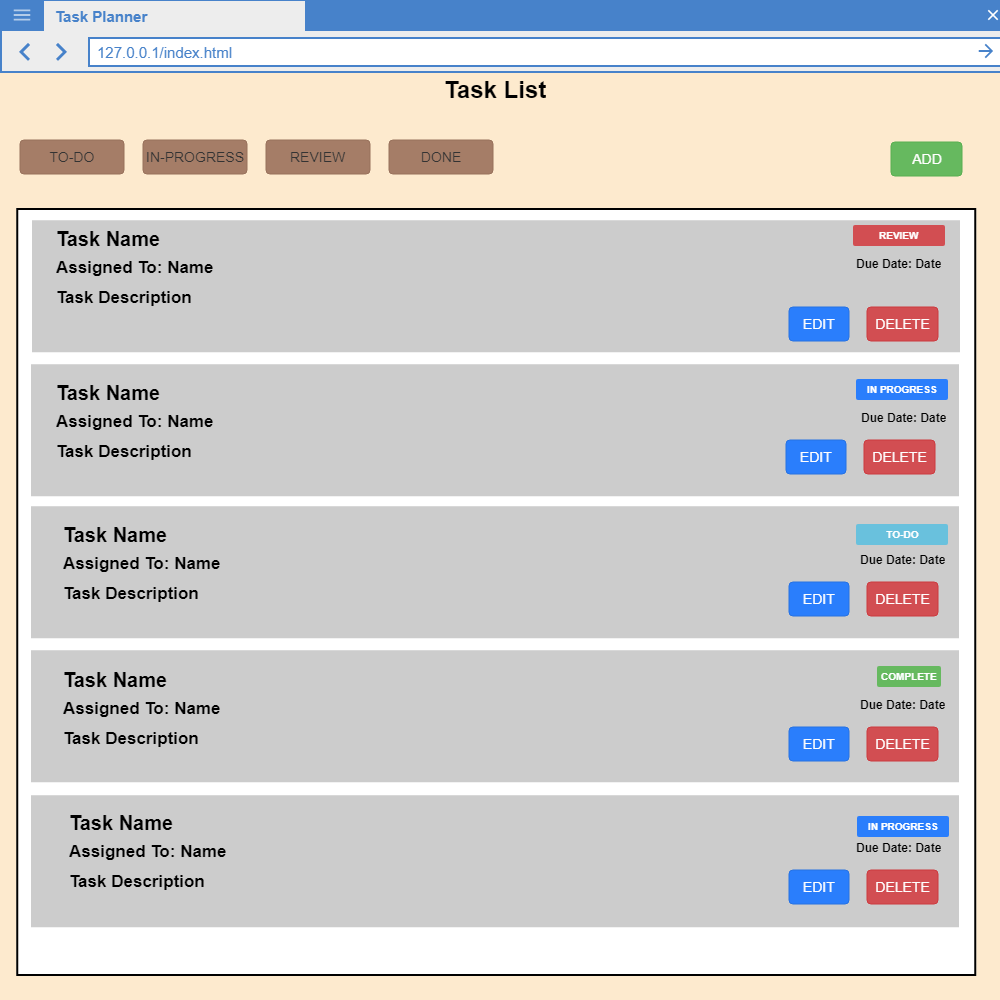 Task Planner
127.0.0.1/index.html
Task List
TO-DO IN-PROGRESS REVIEW DONE ADD
Task Name REVIEW
Assigned To: Name Due Date: Date
Task Description
EDIT DELETE
Task Name IN PROGRESS
Assigned To: Name Due Date: Date
Task Description EDIT DELETE
Task Name TO-DO
Assigned To: Name Due Date: Date
Task Description EDIT DELETE
Task Name COMPLETE
Assigned To: Name Due Date: Date
Task Description EDIT DELETE
Task Name IN PROGRESS
Assigned To: Name Due Date: Date
Task Description EDIT DELETE